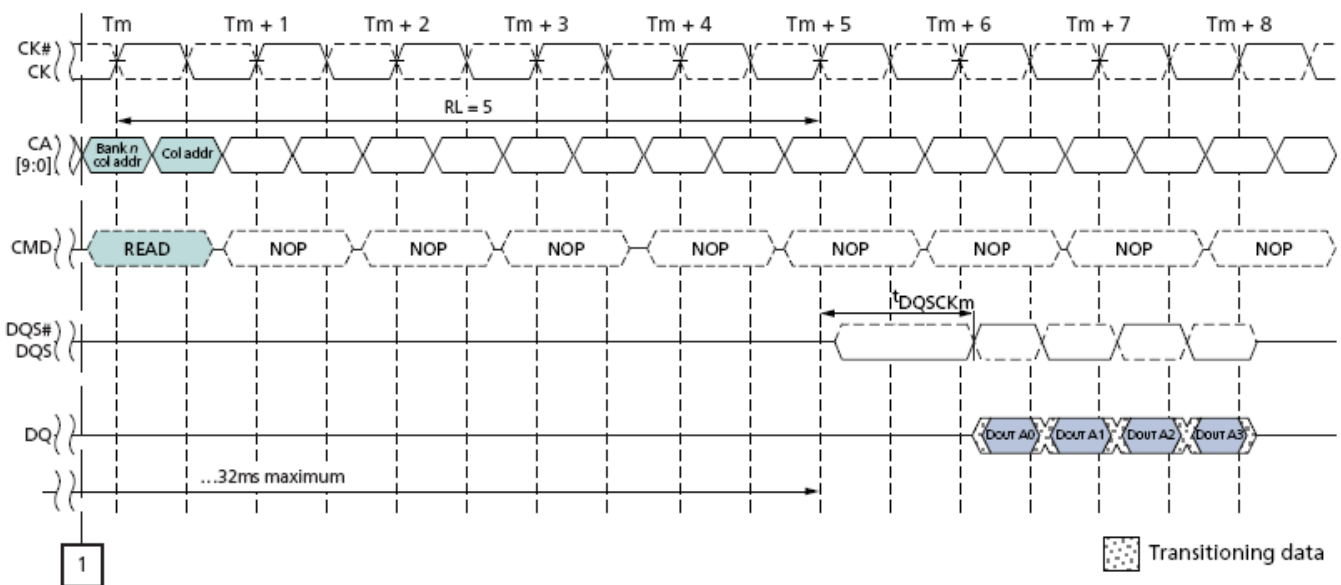 Tm Tm + 1 Tm + 2 Tm + 3 Tm + 4 Tm + 5 Tm + 6 Tm + 7 Tm + 8
CK#
CK
RL = 5
CA
[9:0]
Bank n
col addr
Col addr
CMD READ NOP NOP NOP NOP NOP NOP NOP NOP
tDQSCKm
DQS#
DQS
DQ DOUT A0 DOUT A1 DOUT A2 DOUT A3
...32ms maximum
1
Transitioning data